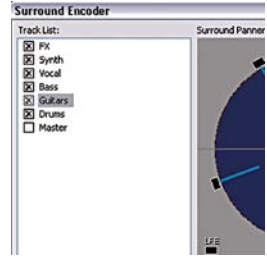 Surround Encoder
Track List:
Surround Panner
FX
Synth
Vocal
Bass
Guitars
Drums
Master
LFE